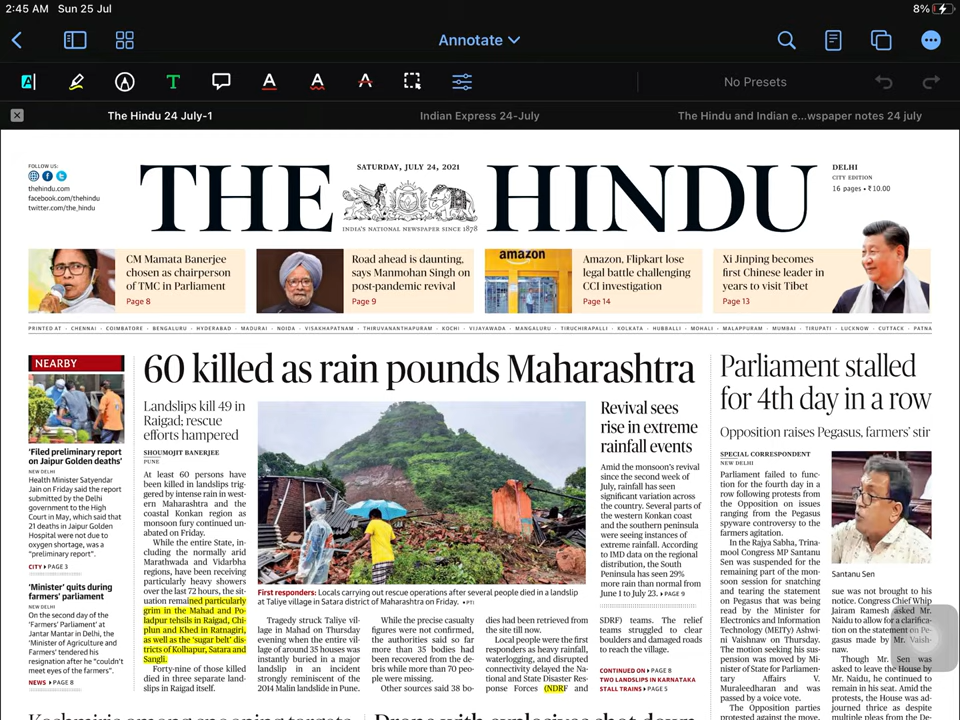 2:45 AM Sun 25 Jul
8%
Annotate
No Presets
The Hindu 24 July-1
Indian Express 24-July
The Hindu and Indian e...wspaper notes 24 july
FOLLOW US:
thehindu.com
facebook.com/thehindu
twitter.com/the_hindu
SATURDAY, JULY 24, 2021
THE HINDU
INDIA'S NATIONAL NEWSPAPER SINCE 1878
DELHI
CITY EDITION
16 pages • ₹10.00
CM Mamata Banerjee
chosen as chairperson
of TMC in Parliament
Page 8
Road ahead is daunting,
says Manmohan Singh on
post-pandemic revival
Page 9
amazon
Amazon, Flipkart lose
legal battle challenging
CCI investigation
Page 14
Xi Jinping becomes
first Chinese leader in
years to visit Tibet
Page 13
PRINTED AT · CHENNAI · COIMBATORE · BENGALURU · HYDERABAD · MADURAI · NOIDA · VISAKHAPATNAM · THIRUVANANTHAPURAM · KOCHI · VIJAYAWADA · MANGALURU · TIRUCHIRAPALLI · KOLKATA · HUBBALLI · MOHALI · MALAPPURAM · MUMBAI · TIRUPATI · LUCKNOW · CUTTACK · PATNA
NEARBY
'Filed preliminary report
on Jaipur Golden deaths'
NEW DELHI
Health Minister Satyendar
Jain on Friday said the report
submitted by the Delhi
government to the High
Court in May, which said that
21 deaths in Jaipur Golden
Hospital were not due to
oxygen shortage, was a
"preliminary report".
CITY ▸ PAGE 3
'Minister' quits during
farmers' parliament
NEW DELHI
On the second day of the
'Farmers' Parliament' at
Jantar Mantar in Delhi, the
'Minister of Agriculture and
Farmers' tendered his
resignation after he "couldn't
meet eyes of the farmers".
NEWS ▸ PAGE 8
60 killed as rain pounds Maharashtra
Landslips kill 49 in
Raigad; rescue
efforts hampered
SHOUMOJIT BANERJEE
PUNE
At least 60 persons have
been killed in landslips trig-
gered by intense rain in west-
ern Maharashtra and the
coastal Konkan region as
monsoon fury continued un-
abated on Friday.
While the entire State, in-
cluding the normally arid
Marathwada and Vidarbha
regions, have been receiving
particularly heavy showers
over the last 72 hours, the sit-
uation remained particularly
grim in the Mahad and Po-
ladpur tehsils in Raigad, Chi-
plun and Khed in Ratnagiri,
as well as the 'sugar belt' dis-
tricts of Kolhapur, Satara and
Sangli.
Forty-nine of those killed
died in three separate land-
slips in Raigad itself.
First responders: Locals carrying out rescue operations after several people died in a landslip
at Taliye village in Satara district of Maharashtra on Friday. • PTI
Tragedy struck Taliye vil-
lage in Mahad on Thursday
evening when the entire vil-
lage of around 35 houses was
instantly buried in a major
landslip in an incident
strongly reminiscent of the
2014 Malin landslide in Pune.
While the precise casualty
figures were not confirmed,
the authorities said so far
more than 35 bodies had
been recovered from the de-
bris while more than 70 peo-
ple were missing.
Other sources said 38 bo-
dies had been retrieved from
the site till now.
Local people were the first
responders as heavy rainfall,
waterlogging, and disrupted
connectivity delayed the Na-
tional and State Disaster Res-
ponse Forces (NDRF and
Revival sees
rise in extreme
rainfall events
Amid the monsoon's revival
since the second week of
July, rainfall has seen
significant variation across
the country. Several parts of
the western Konkan coast
and the southern peninsula
were seeing instances of
extreme rainfall. According
to IMD data on the regional
distribution, the South
Peninsula has seen 29%
more rain than normal from
June 1 to July 23. ▸ PAGE 9
SDRF) teams. The relief
teams struggled to clear
boulders and damaged roads
to reach the village.
CONTINUED ON ▸ PAGE 8
TWO LANDSLIPS IN KARNATAKA
STALL TRAINS ▸ PAGE 5
Parliament stalled
for 4th day in a row
Opposition raises Pegasus, farmers' stir
SPECIAL CORRESPONDENT
NEW DELHI
Parliament failed to func-
tion for the fourth day in a
row following protests from
the Opposition on issues
ranging from the Pegasus
spyware controversy to the
farmers agitation.
In the Rajya Sabha, Trina-
mool Congress MP Santanu
Sen was suspended for the
remaining part of the mon-
soon session for snatching
and tearing the statement
on Pegasus that was being
read by the Minister for
Electronics and Information
Technology (MEITy) Ashwi-
ni Vaishnaw on Thursday.
The motion seeking his sus-
pension was moved by Mi-
nister of State for Parliamen-
tary Affairs V.
Muraleedharan and was
passed by a voice vote.
The Opposition parties
protested against the move,
Santanu Sen
sue was not brought to his
notice. Congress Chief Whip
Jairam Ramesh asked Mr.
Naidu to allow for a clarifica-
tion on the statement on Pe-
gasus made by Mr. Vaish-
naw.
Though Mr. Sen was
asked to leave the House by
Mr. Naidu, he continued to
remain in his seat. Amid the
protests, the House was ad-
journed thrice as despite